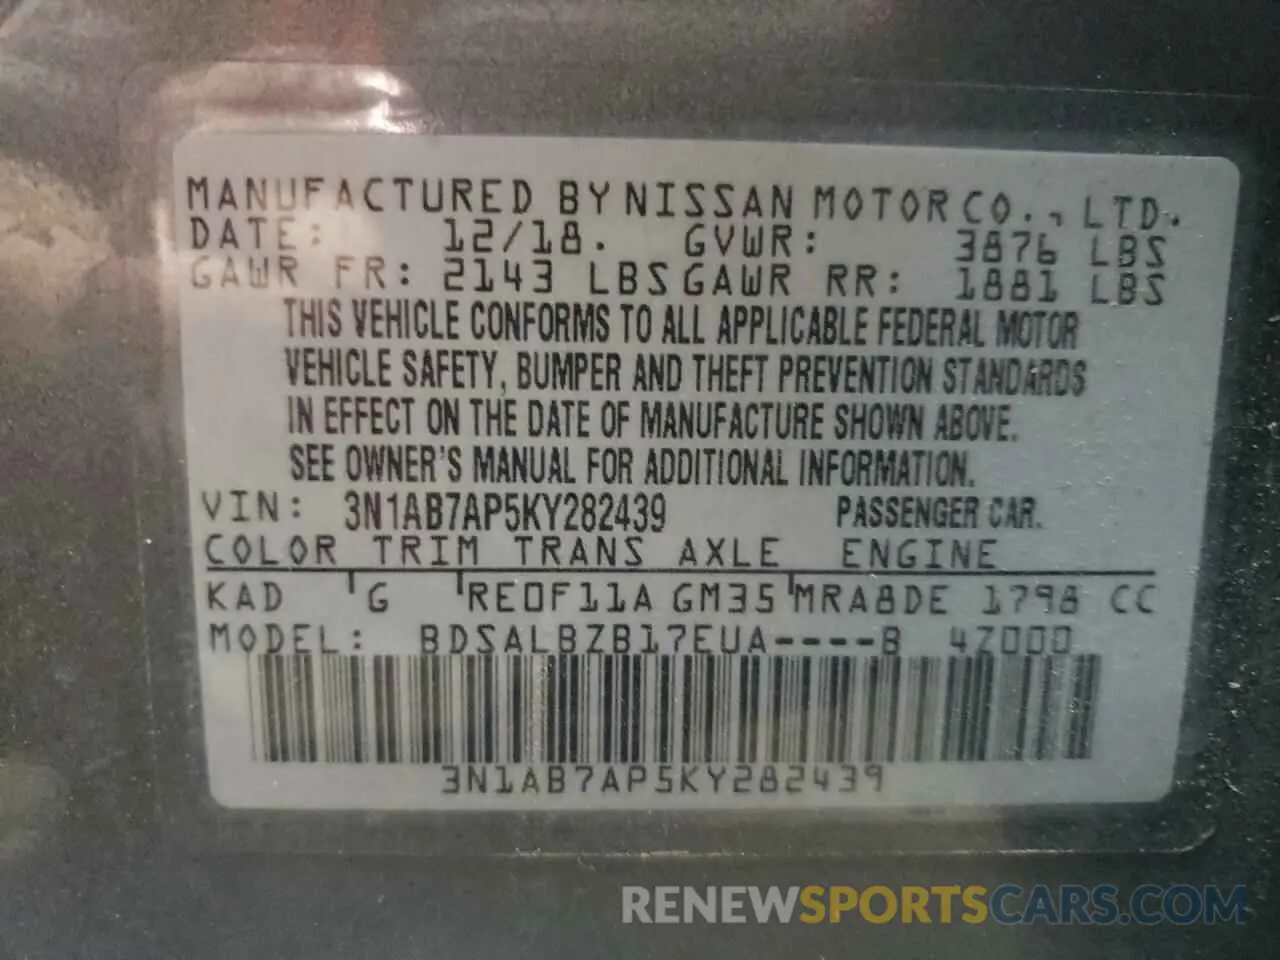 MANUFACTURED BY NISSAN MOTOR CO., LTD.
DATE: 12/18. GVWR: 3876 LBS
GAWR FR: 2143 LBS GAWR RR: 1881 LBS
THIS VEHICLE CONFORMS TO ALL APPLICABLE FEDERAL MOTOR
VEHICLE SAFETY, BUMPER AND THEFT PREVENTION STANDARDS
IN EFFECT ON THE DATE OF MANUFACTURE SHOWN ABOVE.
SEE OWNER'S MANUAL FOR ADDITIONAL INFORMATION.
VIN: 3N1AB7AP5KY282439 PASSENGER CAR.
COLOR TRIM TRANS AXLE ENGINE
KAD G RE0F11A GM35 MRA8DE 1798 CC
MODEL: BDSALBZB17EUA----B 4Z000
3N1AB7AP5KY282439
RENEWSPORTSCARS.COM